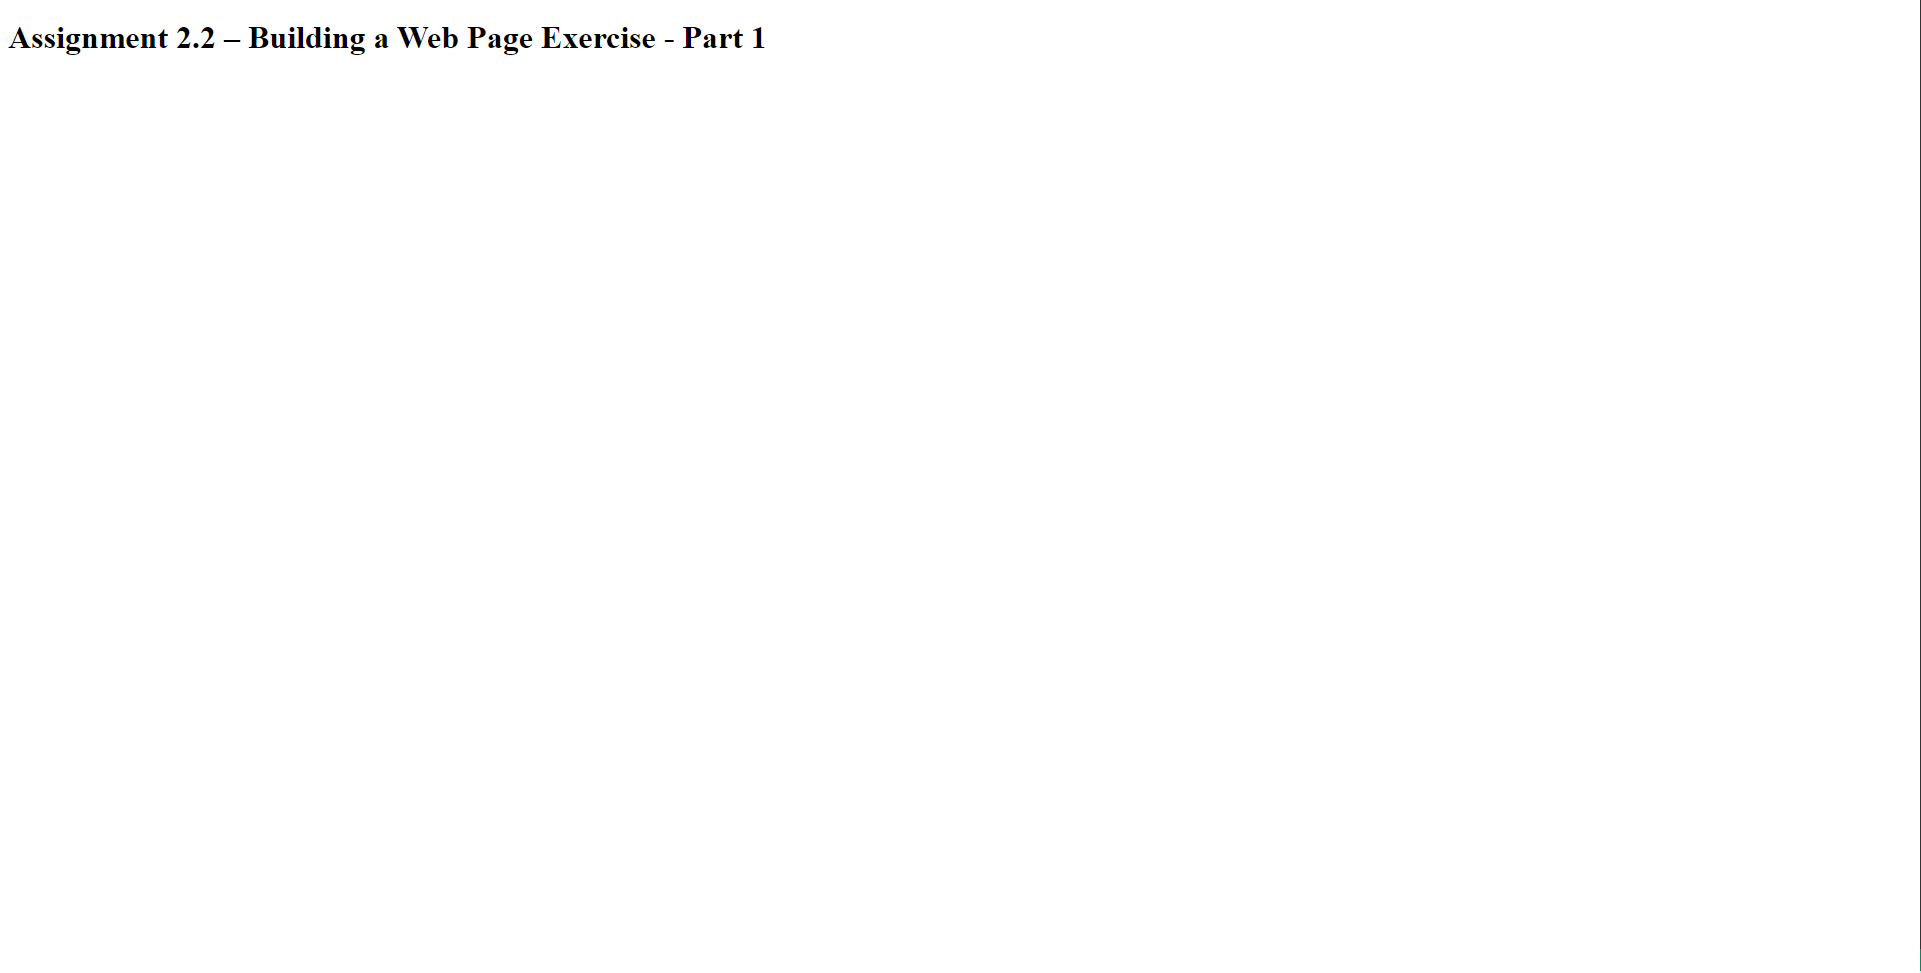 Assignment 2.2 – Building a Web Page Exercise - Part 1